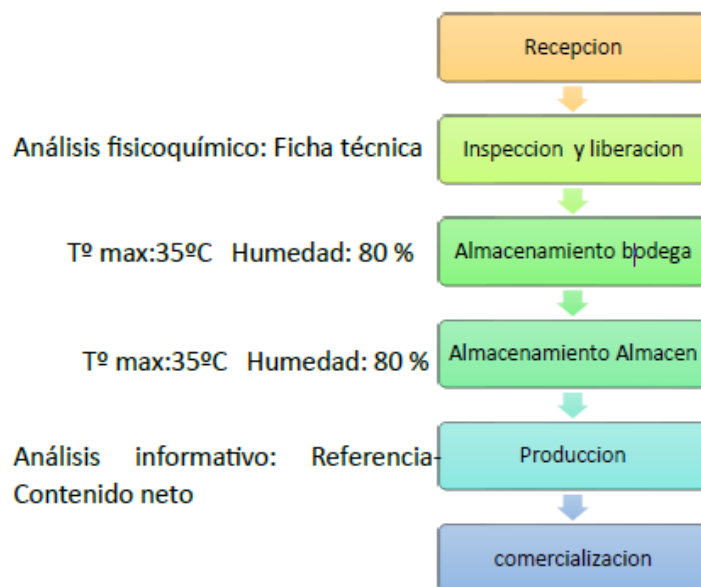 Recepcion
Análisis fisicoquímico: Ficha técnica
Inspeccion y liberacion
Tº max:35ºC Humedad: 80 %
Almacenamiento bodega
Tº max:35ºC Humedad: 80 %
Almacenamiento Almacen
Análisis informativo: Referencia-
Contenido neto
Produccion
comercializacion